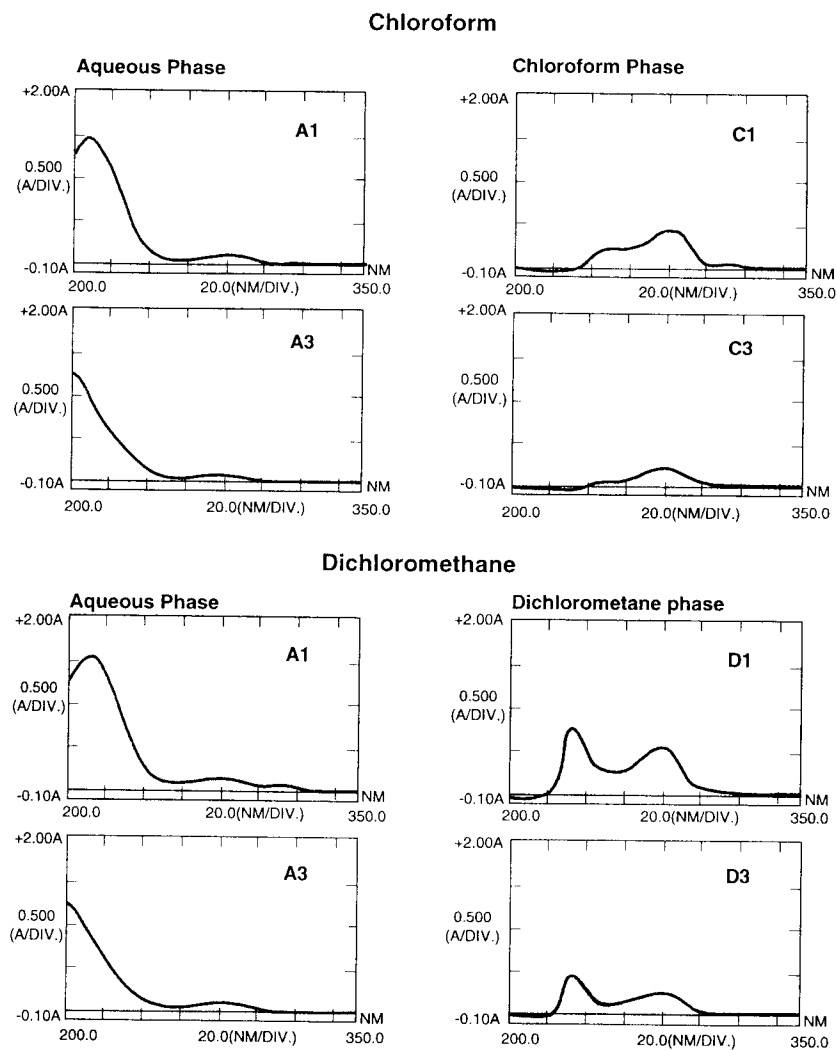 Chloroform
Aqueous Phase
+2.00A
A1
0.500
(A/DIV.)
-0.10A
NM
200.0
20.0(NM/DIV.)
350.0
Chloroform Phase
+2.00A
C1
0.500
(A/DIV.)
-0.10A
NM
200.0
20.0(NM/DIV.)
350.0
+2.00A
A3
0.500
(A/DIV.)
-0.10A
NM
200.0
20.0(NM/DIV.)
350.0
+2.00A
C3
0.500
(A/DIV.)
-0.10A
NM
200.0
20.0(NM/DIV.)
350.0
Dichloromethane
Aqueous Phase
+2.00A
A1
0.500
(A/DIV.)
-0.10A
NM
200.0
20.0(NM/DIV.)
350.0
Dichlorometane phase
+2.00A
D1
0.500
(A/DIV.)
-0.10A
NM
200.0
20.0(NM/DIV.)
350.0
+2.00A
A3
0.500
(A/DIV.)
-0.10A
NM
200.0
20.0(NM/DIV.)
350.0
+2.00A
D3
0.500
(A/DIV.)
-0.10A
NM
200.0
20.0(NM/DIV.)
350.0